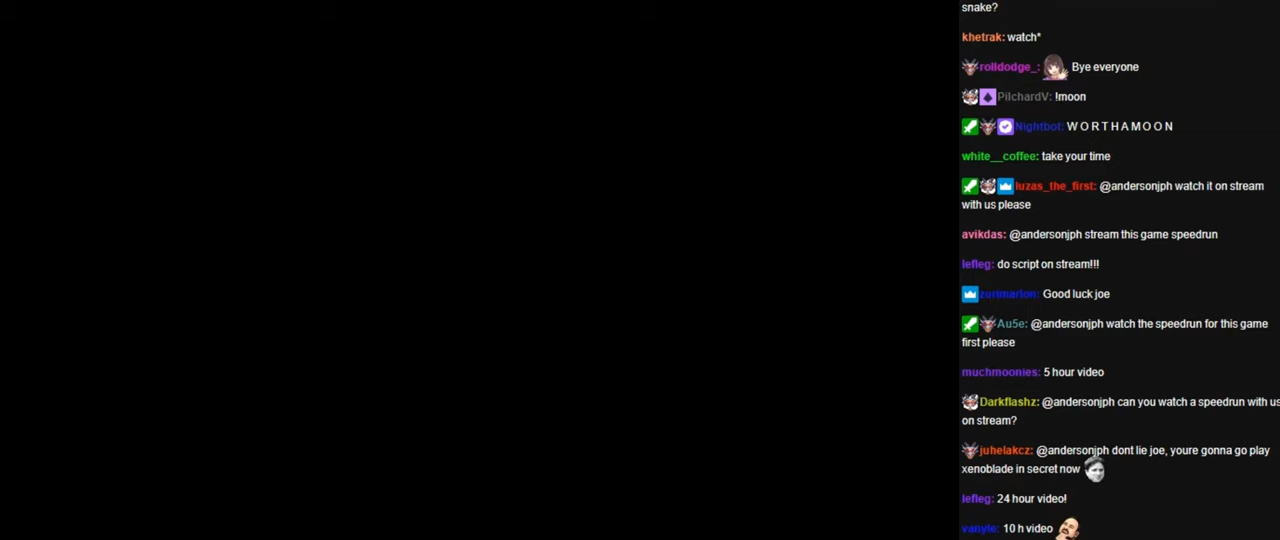 snake?
khetrak: watch*
rolldodge_: Bye everyone
PilchardV: !moon
Nightbot: W O R T H A M O O N
white__coffee: take your time
luzas_the_first: @andersonjph watch it on stream
with us please
avikdas: @andersonjph stream this game speedrun
lefleg: do script on stream!!!
zurimarlon: Good luck joe
Au5e: @andersonjph watch the speedrun for this game
first please
muchmoonies: 5 hour video
Darkflashz: @andersonjph can you watch a speedrun with us
on stream?
juhelakcz: @andersonjph dont lie joe, youre gonna go play
xenoblade in secret now
lefleg: 24 hour video!
vanyle: 10 h video